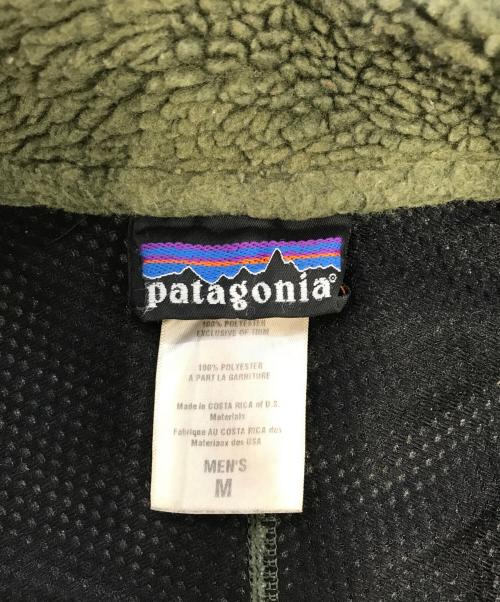 patagonia®
100% POLYESTER
EXCLUSIVE OF TRIM
100% POLYESTER
A PART LA GARNITURE
Made in COSTA RICA of U.S.
Materials
Fabrique AU COSTA RICA des
Materiaux des USA
MEN'S
M